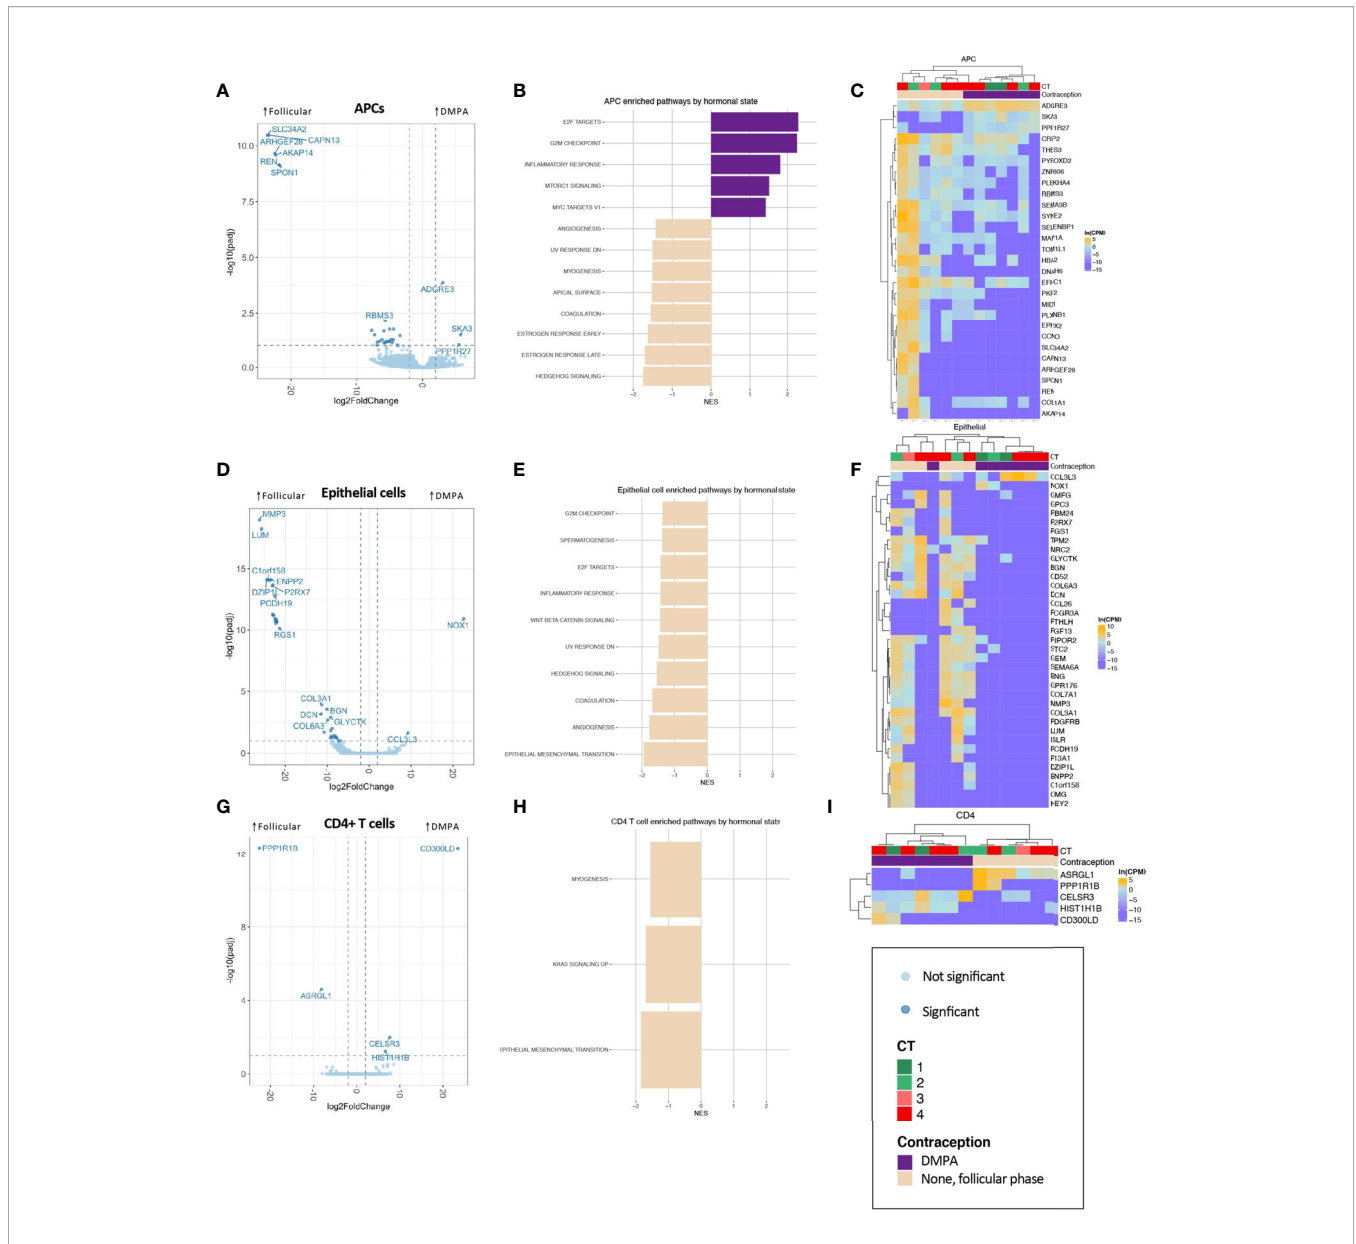 A
↑Follicular
APCs
↑DMPA
SLC34A2
CAPN13
ARHGEF28
AKAP14
REN
SPON1
ADGRE3
RBMS3
SKA3
PPP1R27
10.0
7.5
5.0
2.5
0.0
-log10(padj)
-20
-10
0
log2FoldChange
B
APC enriched pathways by hormonal state
E2F TARGETS
G2M CHECKPOINT
INFLAMMATORY RESPONSE
MTORC1 SIGNALING
MYC TARGETS V1
ANGIOGENESIS
UV RESPONSE DN
MYOGENESIS
APICAL SURFACE
COAGULATION
ESTROGEN RESPONSE EARLY
ESTROGEN RESPONSE LATE
HEDGEHOG SIGNALING
-2 -1 0 1 2
NES
C
APC
CT
Contraception
ADGRE3
SKA3
PPP1R27
CRIP2
THBS3
PYROXD2
ZNF606
PLEKHA4
RBMS3
SEMA3B
SYNE2
SELENBP1
MAP1A
TOM1L1
HBA2
DNAH6
EFHC1
PKP2
MID1
PLXNB1
EPHX2
CCNO
SLC34A2
CAPN13
ARHGEF28
SPON1
REN
COL1A1
AKAP14
ln(CPM)
5
0
-5
-10
-15
D
↑Follicular
Epithelial cells
↑DMPA
MMP3
LUM
C1orf158
ENPP2
DZIP1L
P2RX7
PCDH19
RGS1
NOX1
COL3A1
DCN
BGN
COL6A3
GLYCTK
CCL3L3
15
10
5
0
-log10(padj)
-20
-10
0
10
20
log2FoldChange
E
Epithelial cell enriched pathways by hormonal state
G2M CHECKPOINT
SPERMATOGENESIS
E2F TARGETS
INFLAMMATORY RESPONSE
WNT BETA CATENIN SIGNALING
UV RESPONSE DN
HEDGEHOG SIGNALING
COAGULATION
ANGIOGENESIS
EPITHELIAL MESENCHYMAL TRANSITION
-2 -1 0 1 2
NES
F
Epithelial
CT
Contraception
CCL3L3
NOX1
GMFG
GPC3
RBM24
P2RX7
RGS1
TPM2
NRC2
GLYCTK
BGN
CD52
COL6A3
DCN
CCL26
FCGR3A
PTHLH
FGF13
RIPOR2
STC2
GEM
SEMA6A
ENG
GPR176
COL7A1
MMP3
COL3A1
PDGFRB
LUM
ISLR
PCDH19
F13A1
DZIP1L
ENPP2
C1orf158
OMG
HEY2
ln(CPM)
10
5
0
-5
-10
-15
G
↑Follicular
CD4+ T cells
↑DMPA
PPP1R1B
CD300LD
ASRGL1
CELSR3
HIST1H1B
12
8
4
0
-log10(padj)
-20
-10
0
10
20
log2FoldChange
H
CD4 T cell enriched pathways by hormonal state
MYOGENESIS
KRAS SIGNALING UP
EPITHELIAL MESENCHYMAL TRANSITION
-2 -1 0 1 2
NES
I
CD4
CT
Contraception
ASRGL1
PPP1R1B
CELSR3
HIST1H1B
CD300LD
ln(CPM)
5
0
-5
-10
-15
Not significant
Signficant
CT
1
2
3
4
Contraception
DMPA
None, follicular phase